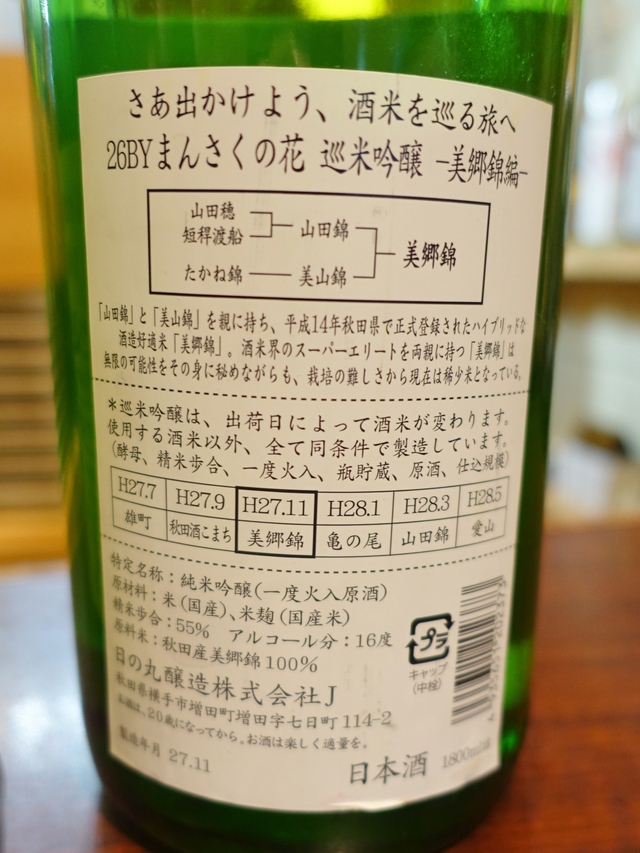 さあ出かけよう、酒米を巡る旅へ
26BYまんさくの花 巡米吟醸 −美郷錦編−
山田穂
短稈渡船
山田錦
たかね錦
美山錦
美郷錦
「山田錦」と「美山錦」を親に持ち、平成14年秋田県で正式登録されたハイブリッドな
酒造好適米「美郷錦」。酒米界のスーパーエリートを両親に持つ「美郷錦」は
無限の可能性をその身に秘めながらも、栽培の難しさから現在は稀少米となっている。
*巡米吟醸は、出荷日によって酒米が変わります。
使用する酒米以外、全て同条件で製造しています。
(酵母、精米歩合、一度火入、瓶貯蔵、原酒、仕込規模)
H27.7 H27.9 H27.11 H28.1 H28.3 H28.5
雄町 秋田酒こまち 美郷錦 亀の尾 山田錦 愛山
特定名称:純米吟醸(一度火入原酒)
原材料:米(国産)、米麹(国産米)
精米歩合:55% アルコール分:16度
原料米:秋田産美郷錦100%
日の丸醸造株式会社J
秋田県横手市増田町増田字七日町114-2
お酒は、20歳になってから。お酒は楽しく適量を。
製造年月 27.11
日本酒 1800ml詰
プラ
キャップ
(中栓)